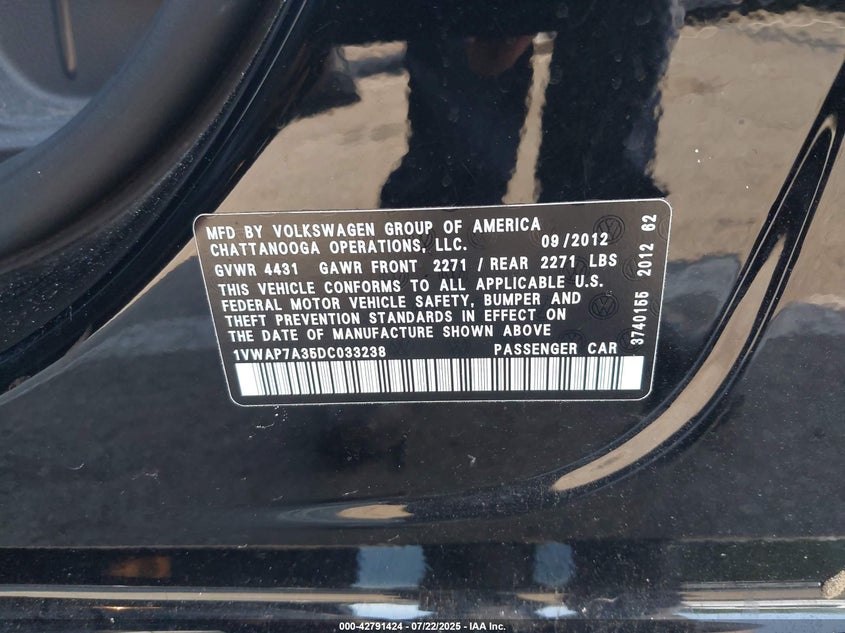 MFD BY VOLKSWAGEN GROUP OF AMERICA
CHATTANOOGA OPERATIONS, LLC. 09/2012
GVWR 4431 GAWR FRONT 2271 / REAR 2271 LBS
THIS VEHICLE CONFORMS TO ALL APPLICABLE U.S.
FEDERAL MOTOR VEHICLE SAFETY, BUMPER AND
THEFT PREVENTION STANDARDS IN EFFECT ON
THE DATE OF MANUFACTURE SHOWN ABOVE
1VWAP7A35DC033238 PASSENGER CAR
3740155 2012 62
000-42791424 - 07/22/2025 - IAA Inc.